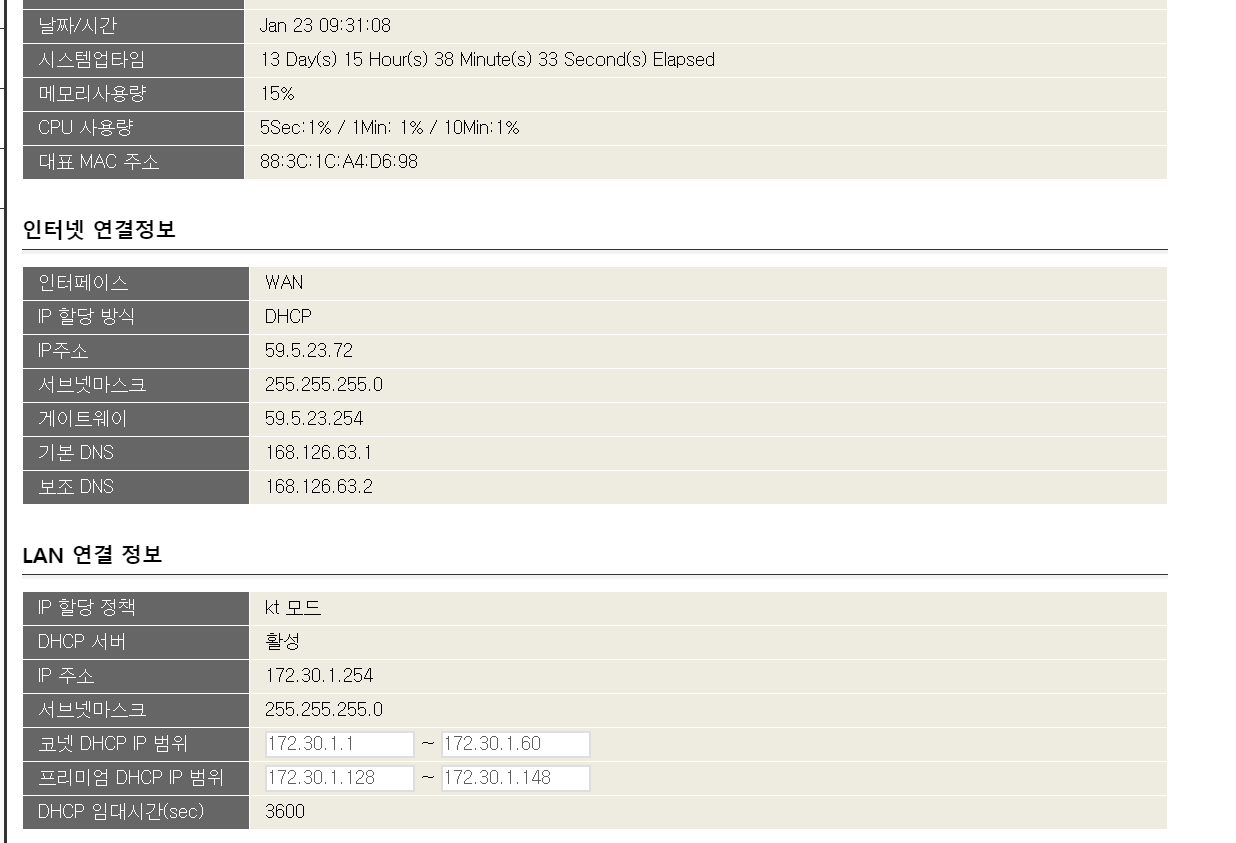 날짜/시간 Jan 23 09:31:08
시스템업타임 13 Day(s) 15 Hour(s) 38 Minute(s) 33 Second(s) Elapsed
메모리사용량 15%
CPU 사용량 5Sec:1% / 1Min: 1% / 10Min:1%
대표 MAC 주소 88:3C:1C:A4:D6:98
인터넷 연결정보
인터페이스 WAN
IP 할당 방식 DHCP
IP주소 59.5.23.72
서브넷마스크 255.255.255.0
게이트웨이 59.5.23.254
기본 DNS 168.126.63.1
보조 DNS 168.126.63.2
LAN 연결 정보
IP 할당 정책 kt 모드
DHCP 서버 활성
IP 주소 172.30.1.254
서브넷마스크 255.255.255.0
코넷 DHCP IP 범위 172.30.1.1 ~ 172.30.1.60
프리미엄 DHCP IP 범위 172.30.1.128 ~ 172.30.1.148
DHCP 임대시간(sec) 3600